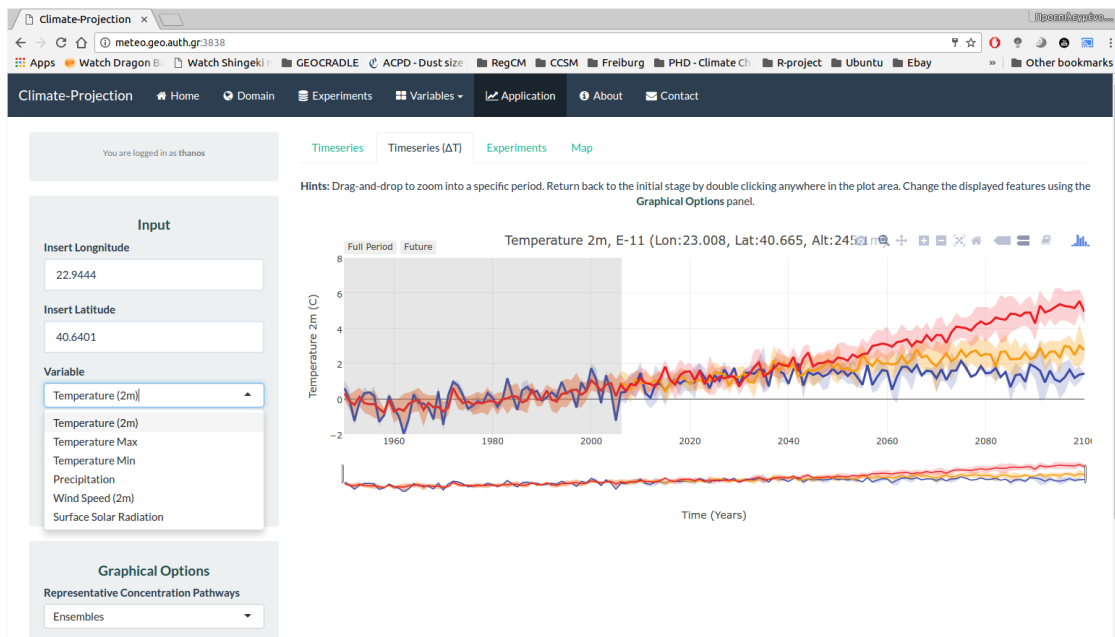 Climate-Projection ×
Προεπιλεγμένο...
meteo.geo.auth.gr:3838
Apps Watch Dragon B Watch Shingeki n GEOCRADLE ACPD - Dust size RegCM CCSM Freiburg PHD - Climate Ch R-project Ubuntu Ebay » Other bookmarks
Climate-Projection Home Domain Experiments Variables Application About Contact
You are logged in as thanos
Timeseries Timeseries (ΔT) Experiments Map
Hints: Drag-and-drop to zoom into a specific period. Return back to the initial stage by double clicking anywhere in the plot area. Change the displayed features using the
Graphical Options panel.
Input
Insert Longnitude
22.9444
Insert Latitude
40.6401
Variable
Temperature (2m)
Temperature (2m)
Temperature Max
Temperature Min
Precipitation
Wind Speed (2m)
Surface Solar Radiation
Graphical Options
Representative Concentration Pathways
Ensembles
Full Period Future
Temperature 2m, E-11 (Lon:23.008, Lat:40.665, Alt:245.1m)
Temperature 2m (C)
8
6
4
2
0
−2
1960 1980 2000 2020 2040 2060 2080 2100
Time (Years)